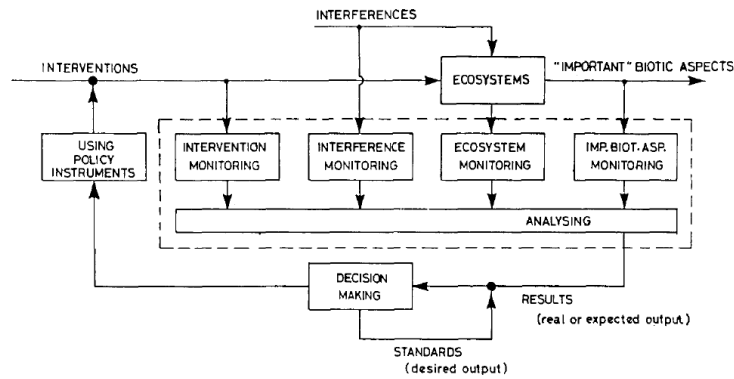 INTERFERENCES
INTERVENTIONS
ECOSYSTEMS
"IMPORTANT" BIOTIC ASPECTS
USING
POLICY
INSTRUMENTS
INTERVENTION
MONITORING
INTERFERENCE
MONITORING
ECOSYSTEM
MONITORING
IMP. BIOT. ASP.
MONITORING
ANALYSING
DECISION
MAKING
RESULTS
(real or expected output)
STANDARDS
(desired output)